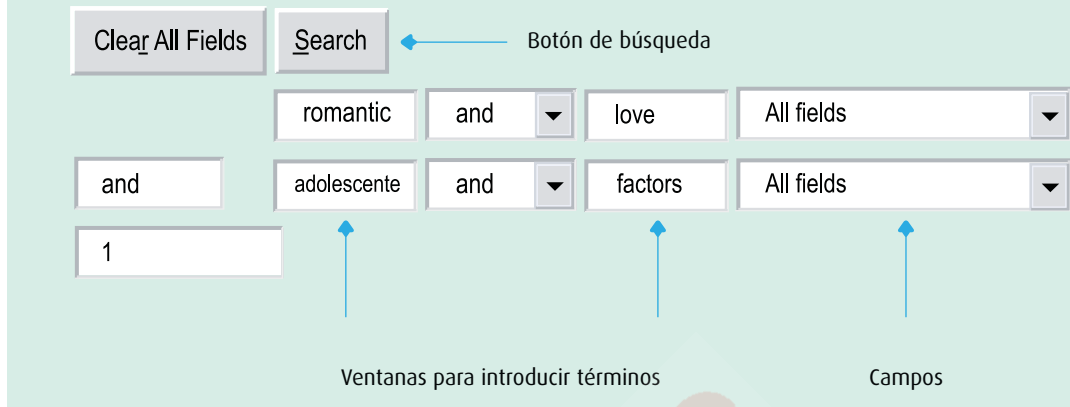 Clear All Fields Search Botón de búsqueda
romantic and love All fields
and adolescente and factors All fields
1
Ventanas para introducir términos Campos